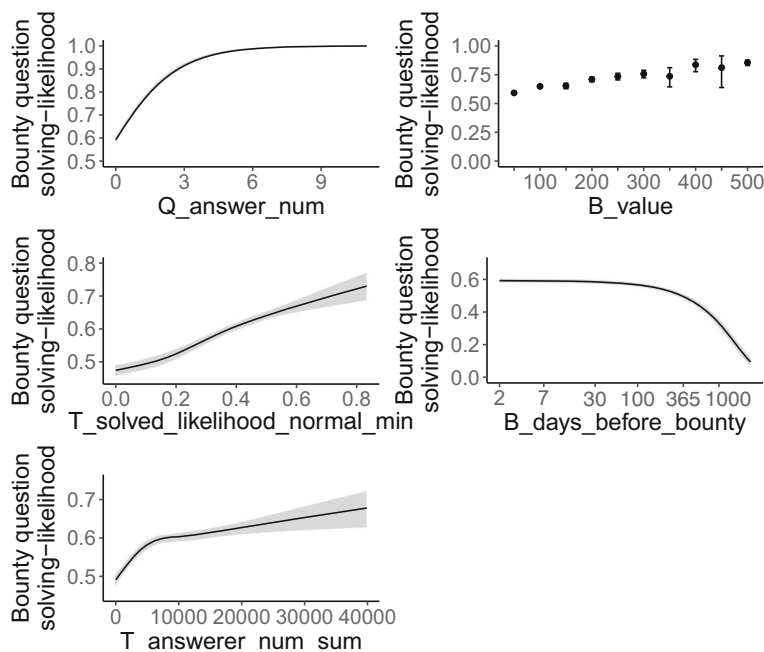 Bounty question
solving−likelihood
1.0
0.9
0.8
0.7
0.6
0.5
0 3 6 9
Q_answer_num
Bounty question
solving−likelihood
1.00
0.75
0.50
0.25
0.00
100 200 300 400 500
B_value
Bounty question
solving−likelihood
0.8
0.7
0.6
0.5
0.0 0.2 0.4 0.6 0.8
T_solved_likelihood_normal_min
Bounty question
solving−likelihood
0.6
0.4
0.2
0.0
2 7 30 100 365 1000
B_days_before_bounty
Bounty question
solving−likelihood
0.7
0.6
0.5
0 10000 20000 30000 40000
T_answerer_num_sum